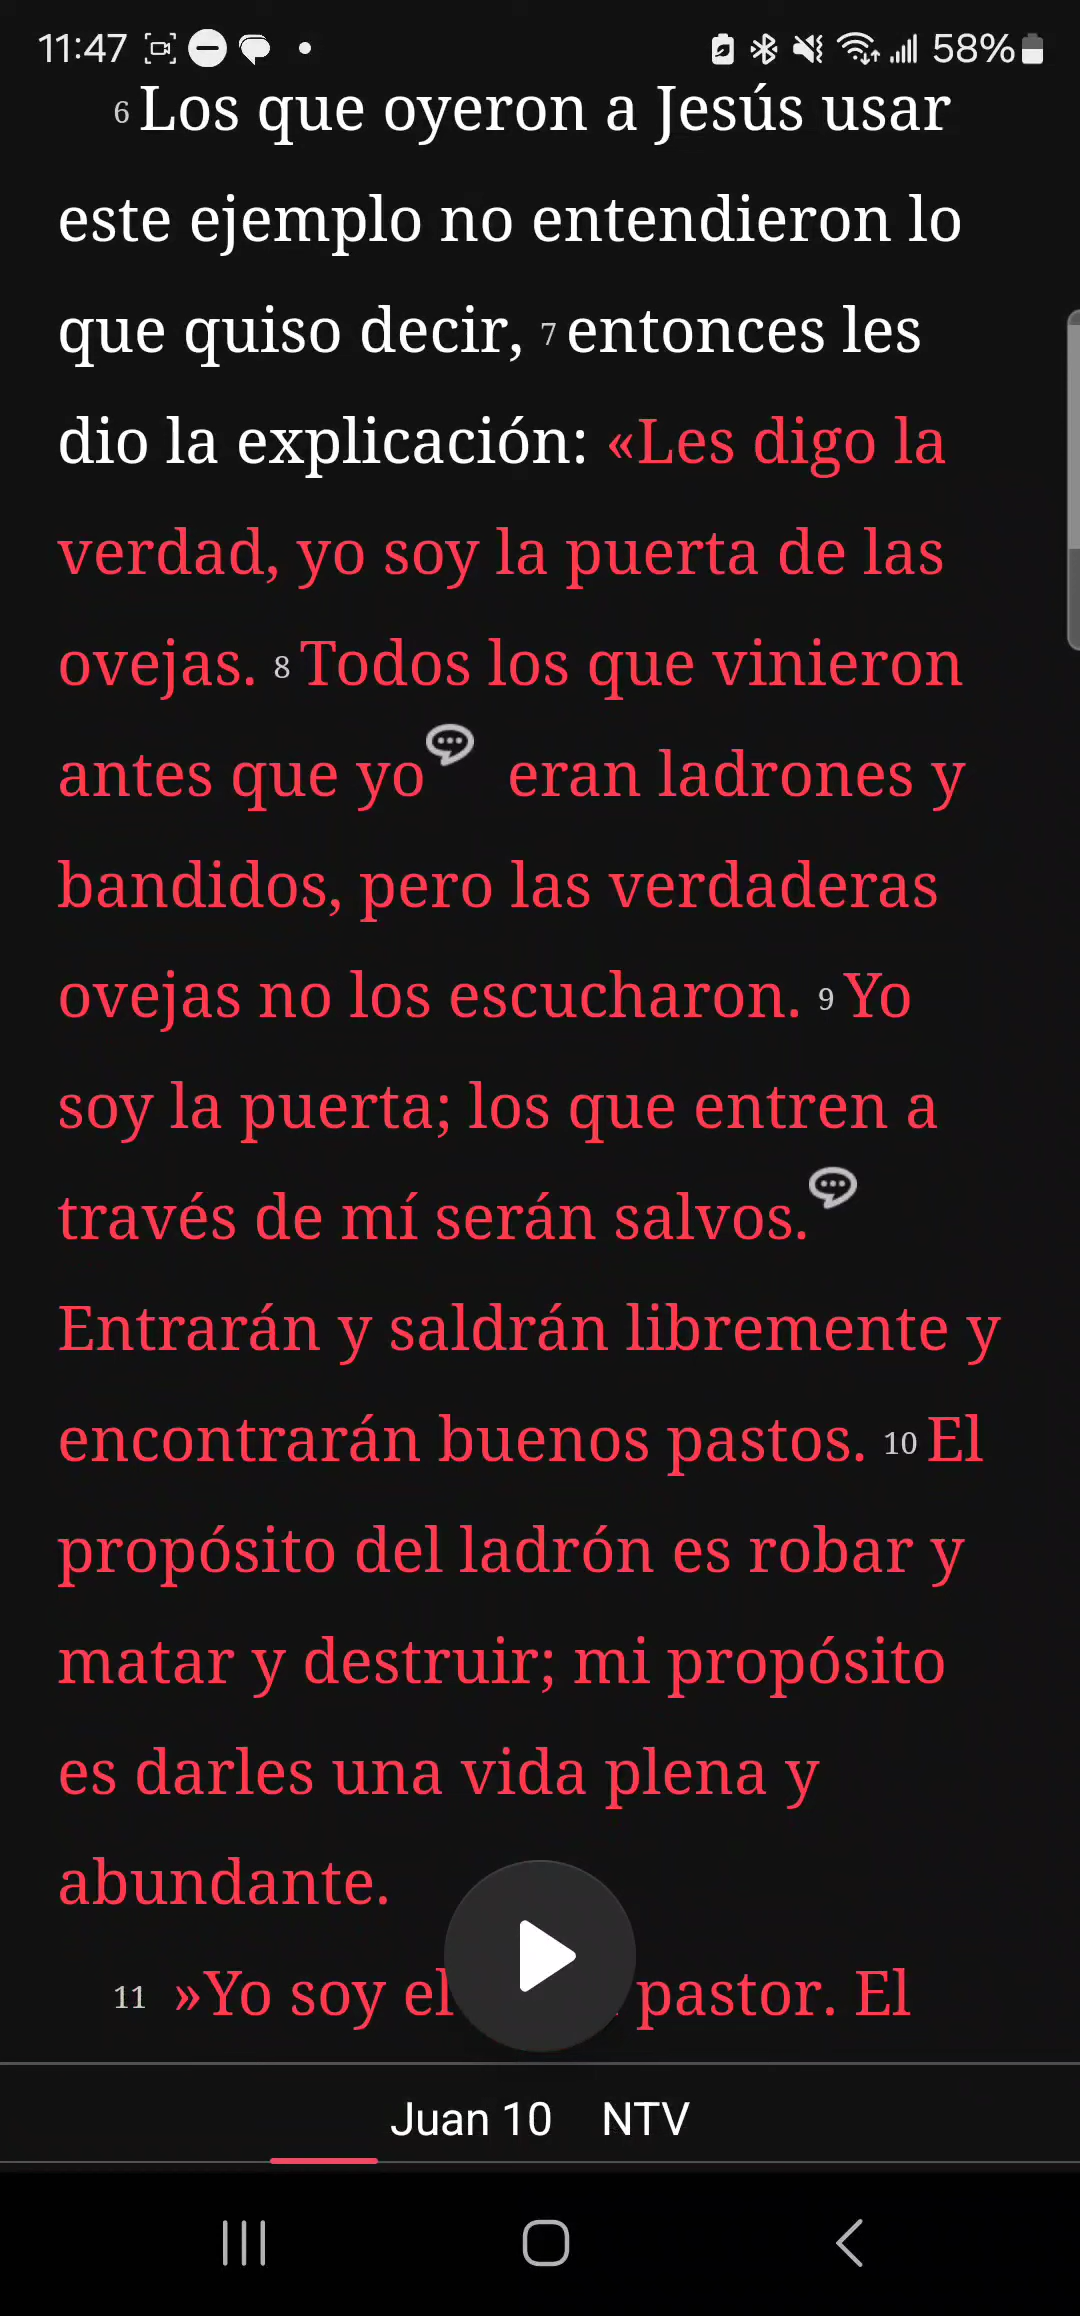 11:47
58%
6 Los que oyeron a Jesús usar
este ejemplo no entendieron lo
que quiso decir, 7 entonces les
dio la explicación: «Les digo la
verdad, yo soy la puerta de las
ovejas. 8 Todos los que vinieron
antes que yo eran ladrones y
bandidos, pero las verdaderas
ovejas no los escucharon. 9 Yo
soy la puerta; los que entren a
través de mí serán salvos.
Entrarán y saldrán libremente y
encontrarán buenos pastos. 10 El
propósito del ladrón es robar y
matar y destruir; mi propósito
es darles una vida plena y
abundante.
11 »Yo soy el pastor. El
Juan 10 NTV